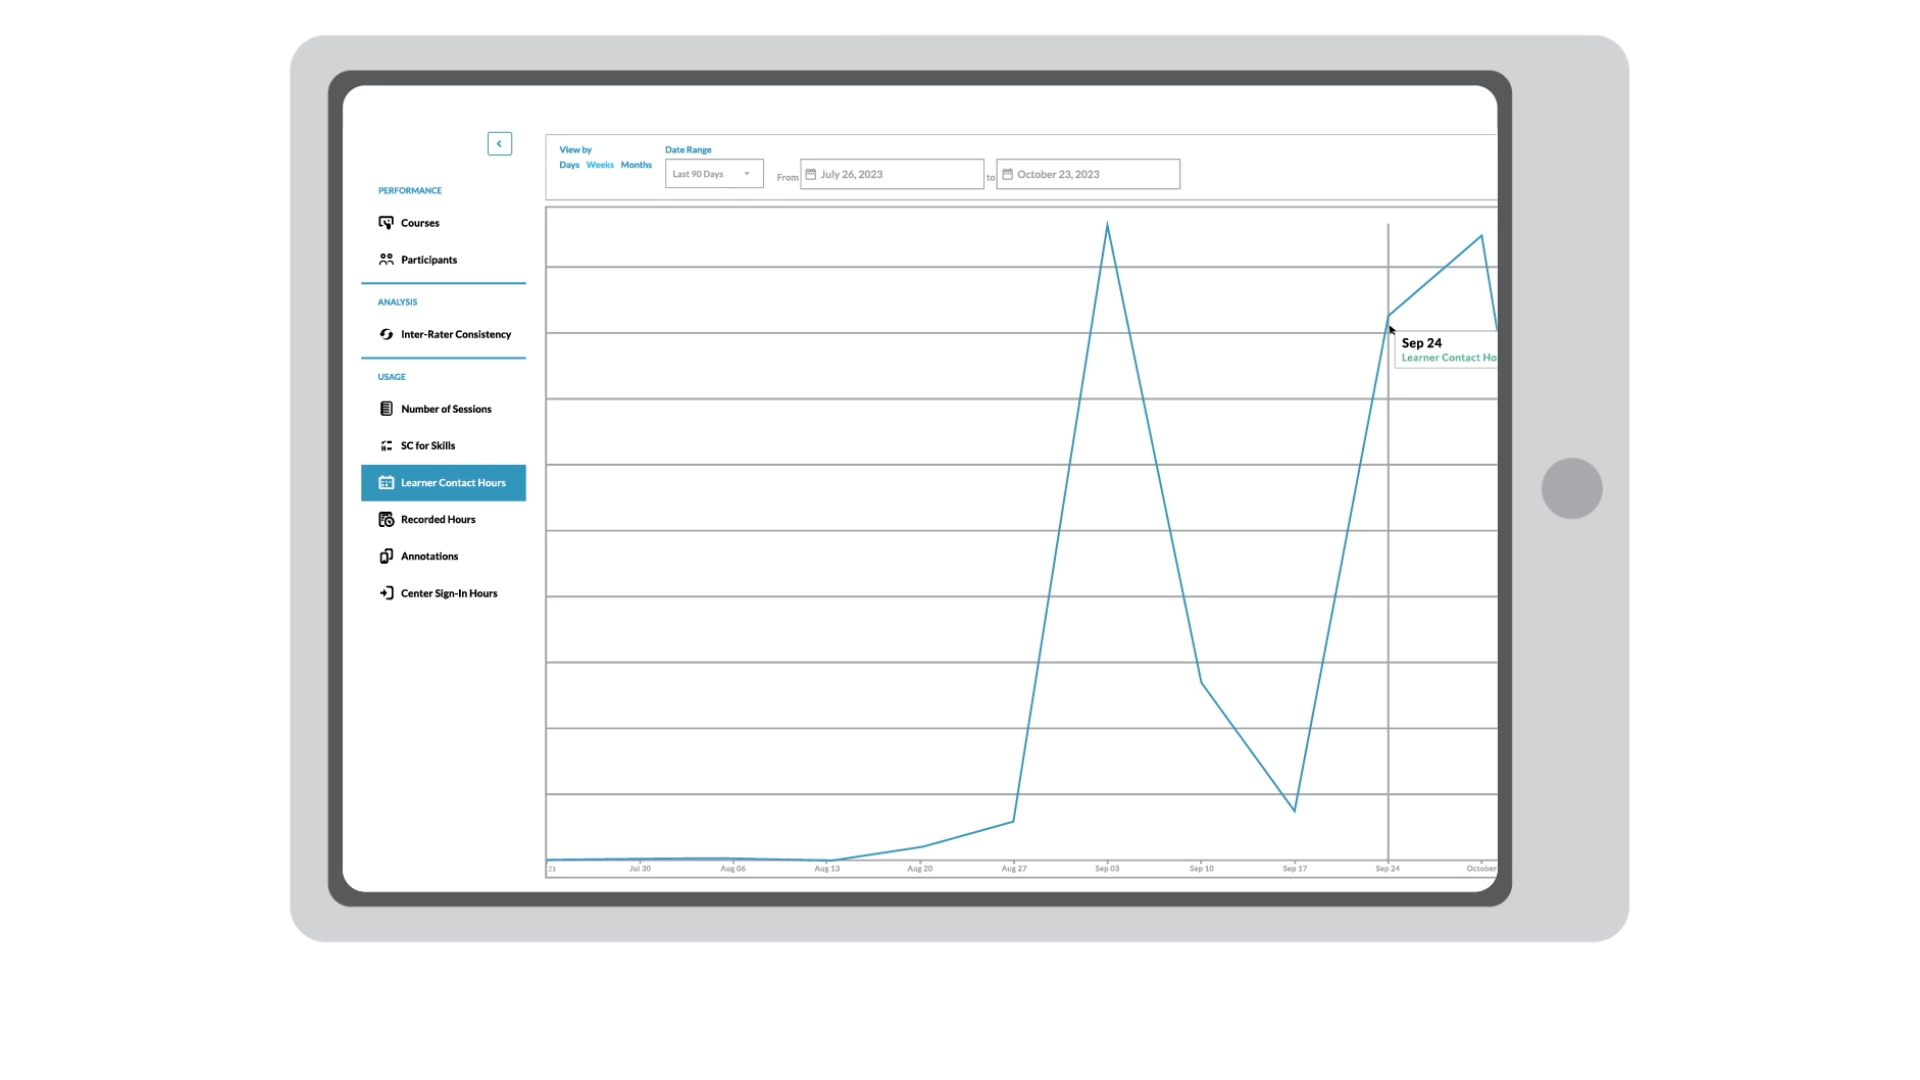 View by
Days Weeks Months
Date Range
Last 90 Days
From July 26, 2023 to October 23, 2023
PERFORMANCE
Courses
Participants
ANALYSIS
Inter-Rater Consistency
USAGE
Number of Sessions
SC for Skills
Learner Contact Hours
Recorded Hours
Annotations
Center Sign-In Hours
Sep 24
Learner Contact Ho
23 Jul 30 Aug 06 Aug 13 Aug 20 Aug 27 Sep 03 Sep 10 Sep 17 Sep 24 October